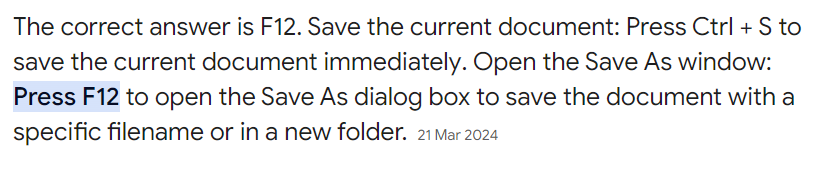 The correct answer is F12. Save the current document: Press Ctrl + S to
save the current document immediately. Open the Save As window:
Press F12 to open the Save As dialog box to save the document with a
specific filename or in a new folder. 21 Mar 2024